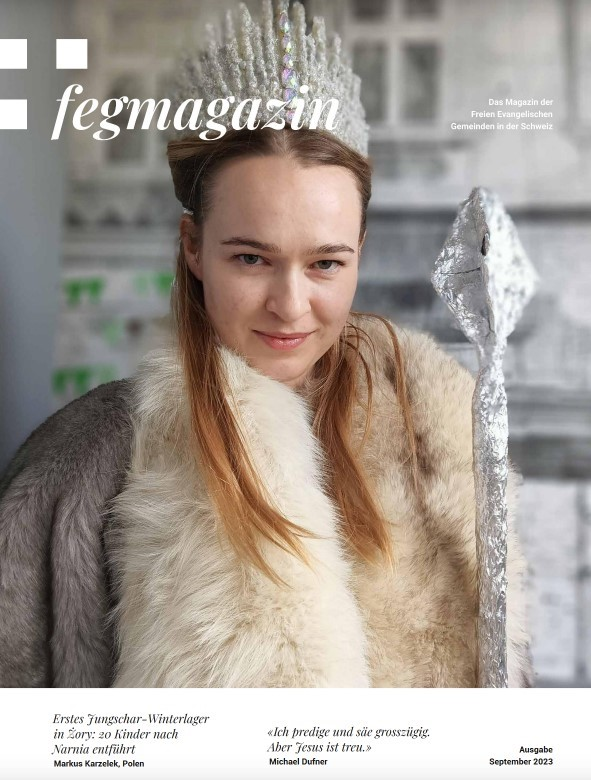 fegmagazin
Das Magazin der
Freien Evangelischen
Gemeinden in der Schweiz
Erstes Jungschar-Winterlager
in Żory: 20 Kinder nach
Narnia entführt
Markus Karzelek, Polen
«Ich predige und säe grosszügig.
Aber Jesus ist treu.»
Michael Dufner
Ausgabe
September 2023